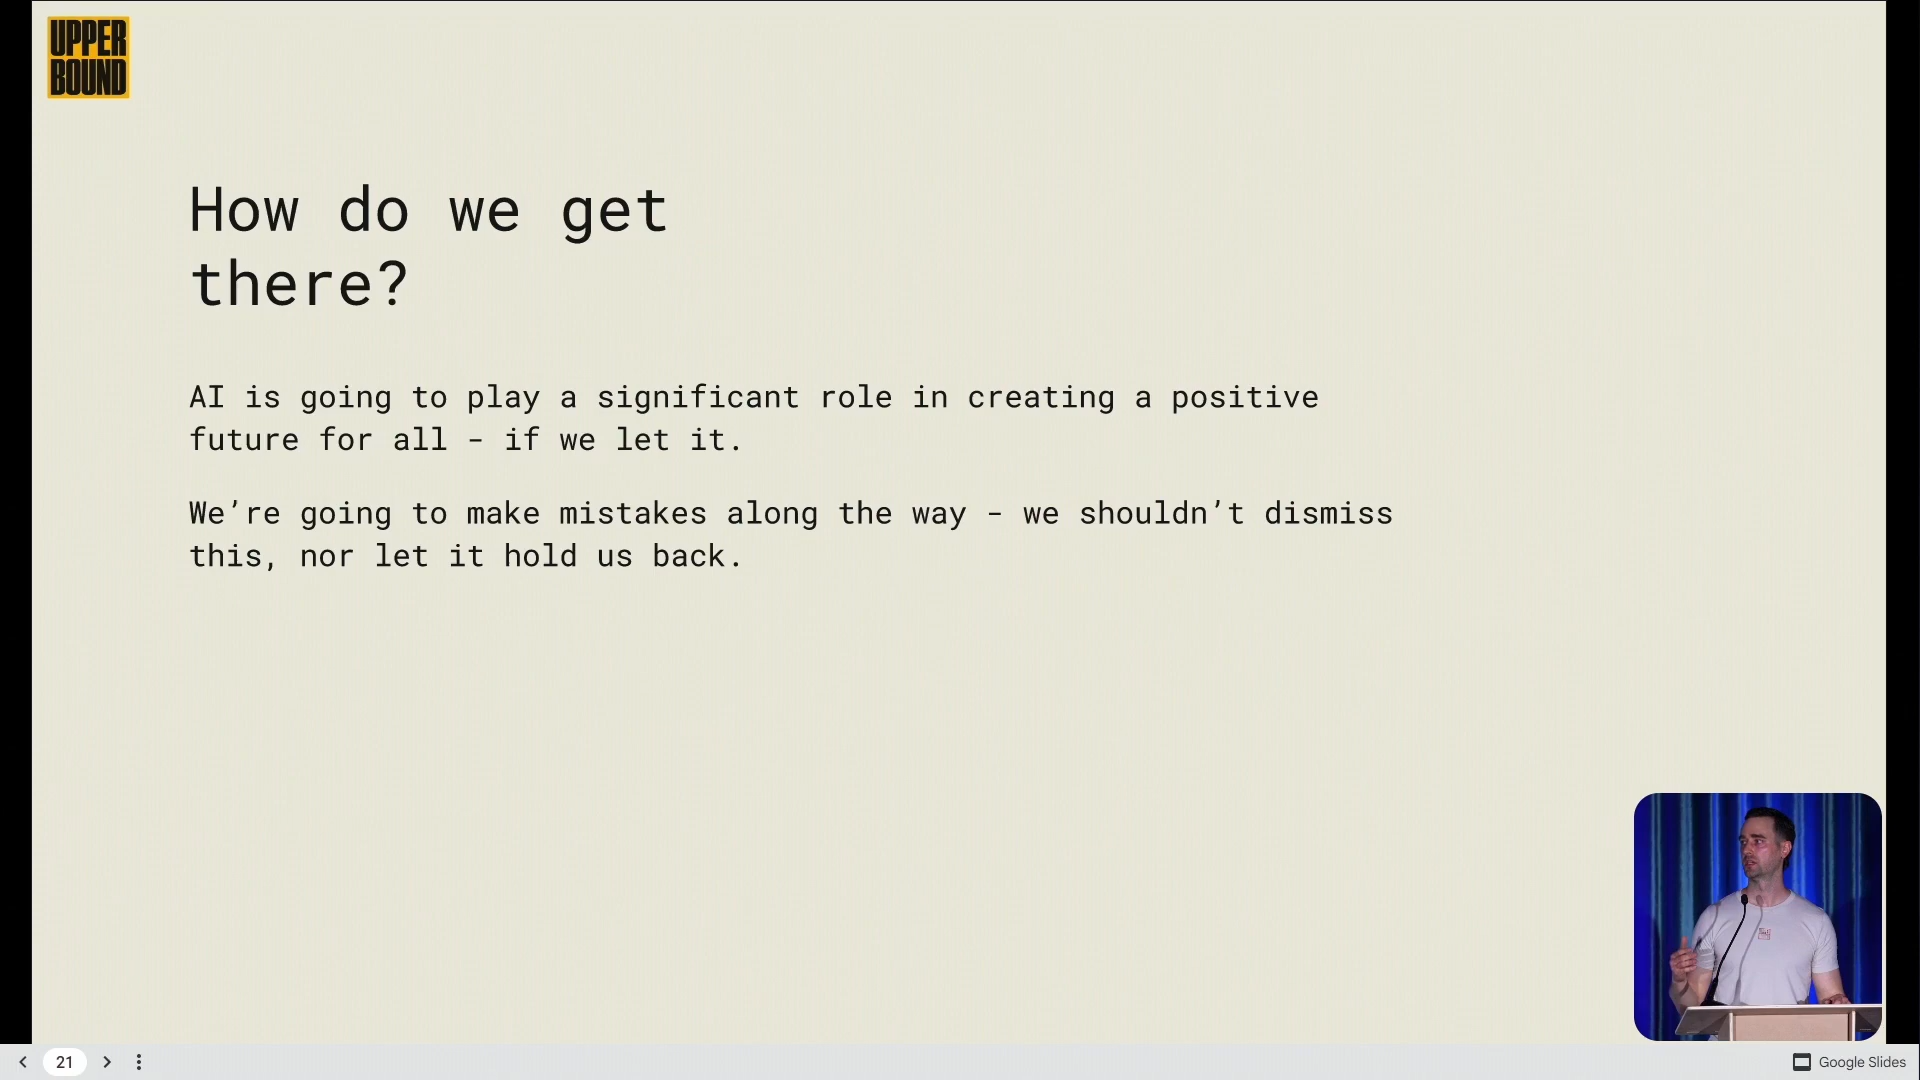 UPPER
BOUND
How do we get
there?
AI is going to play a significant role in creating a positive
future for all - if we let it.
We’re going to make mistakes along the way - we shouldn’t dismiss
this, nor let it hold us back.
21
Google Slides